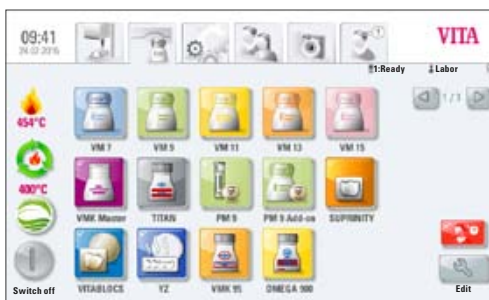 09:41
24.02.2015
VITA
1:Ready
Labor
1/1
454°C
VM 7
VM 9
VM 11
VM 13
VM 15
400°C
VMK Master
TITAN
PM 9
PM 9 Add-on
SUPRINITY
Switch off
VITABLOCS
YZ
VMK 95
OMEGA 900
Edit